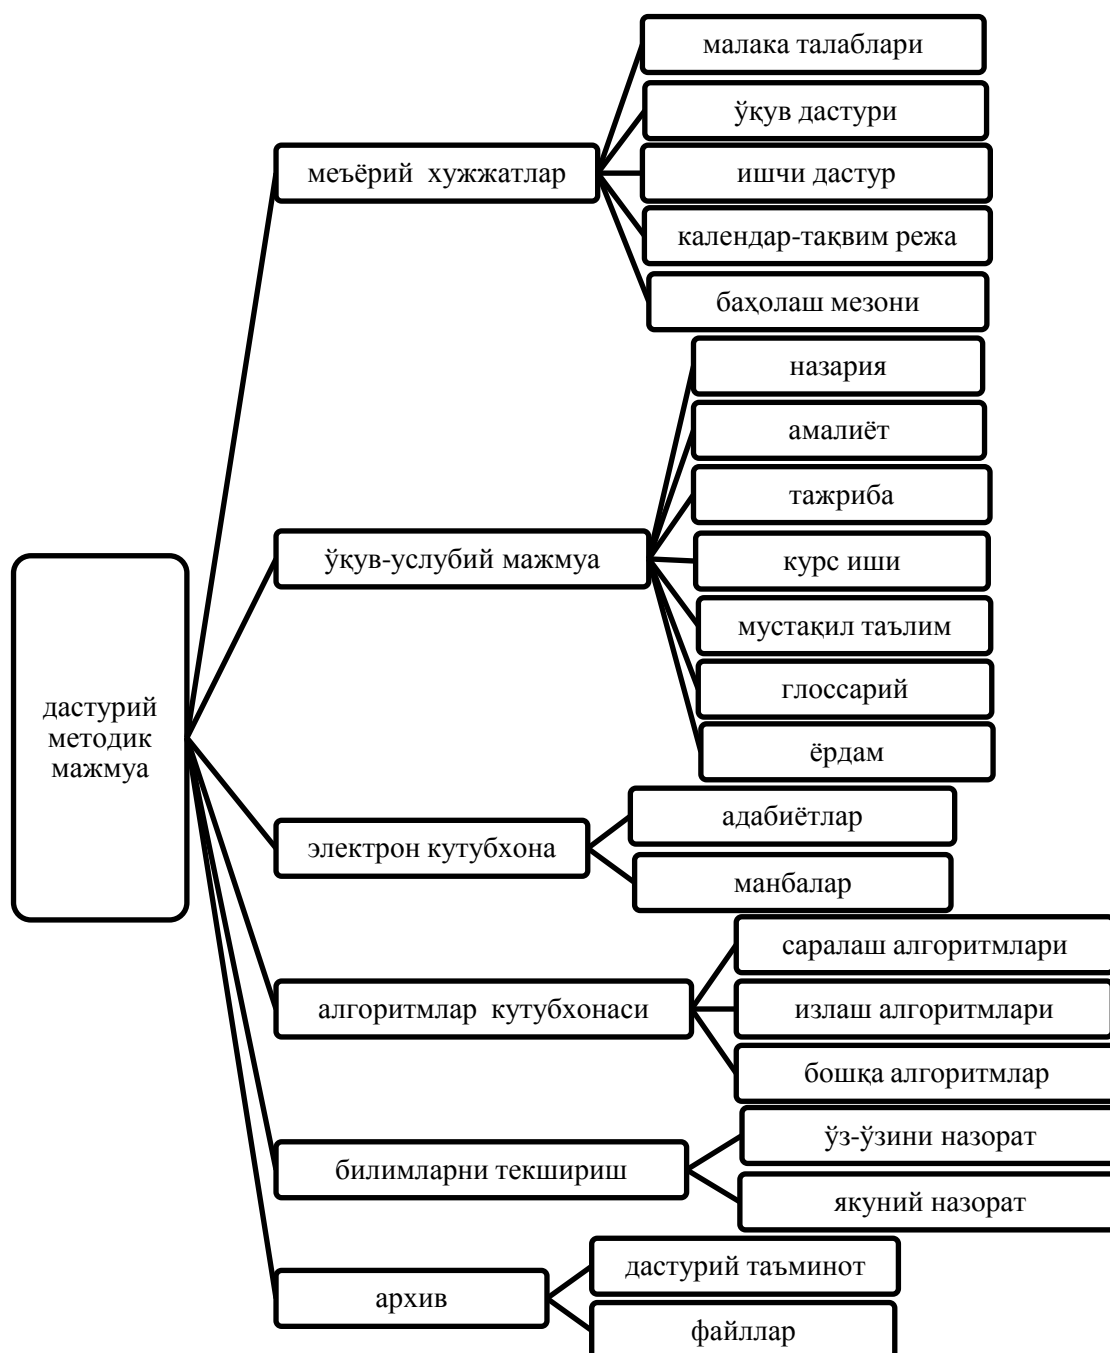 малака талаблари
ўқув дастури
меъёрий хужжатлар
ишчи дастур
календар-тақвим режа
баҳолаш мезони
назария
амалиёт
тажриба
ўқув-услубий мажмуа
курс иши
мустақил таълим
глоссарий
ёрдам
дастурий
методик
мажмуа
адабиётлар
электрон кутубхона
манбалар
саралаш алгоритмлари
алгоритмлар кутубхонаси
излаш алгоритмлари
бошқа алгоритмлар
ўз-ўзини назорат
билимларни текшириш
якуний назорат
дастурий таъминот
архив
файллар